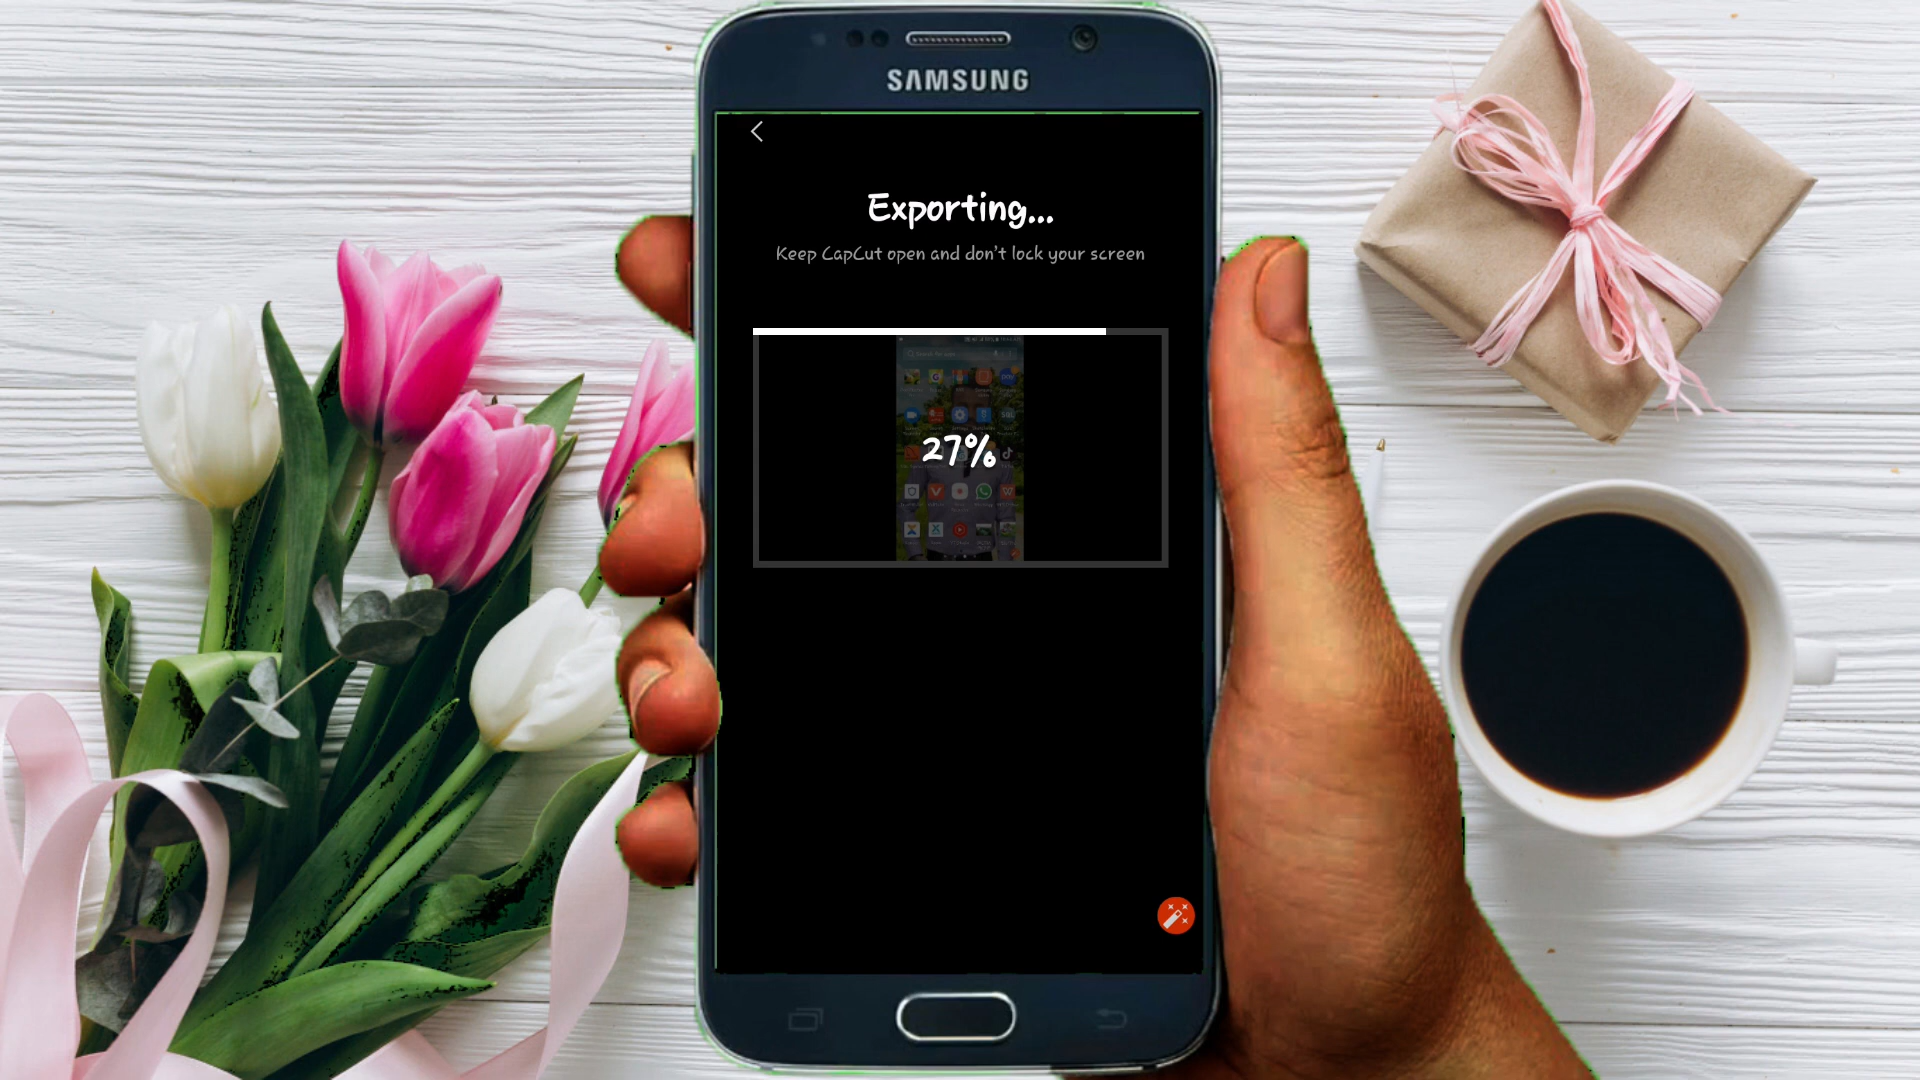 SAMSUNG
Exporting...
Keep CapCut open and don't lock your screen
27%